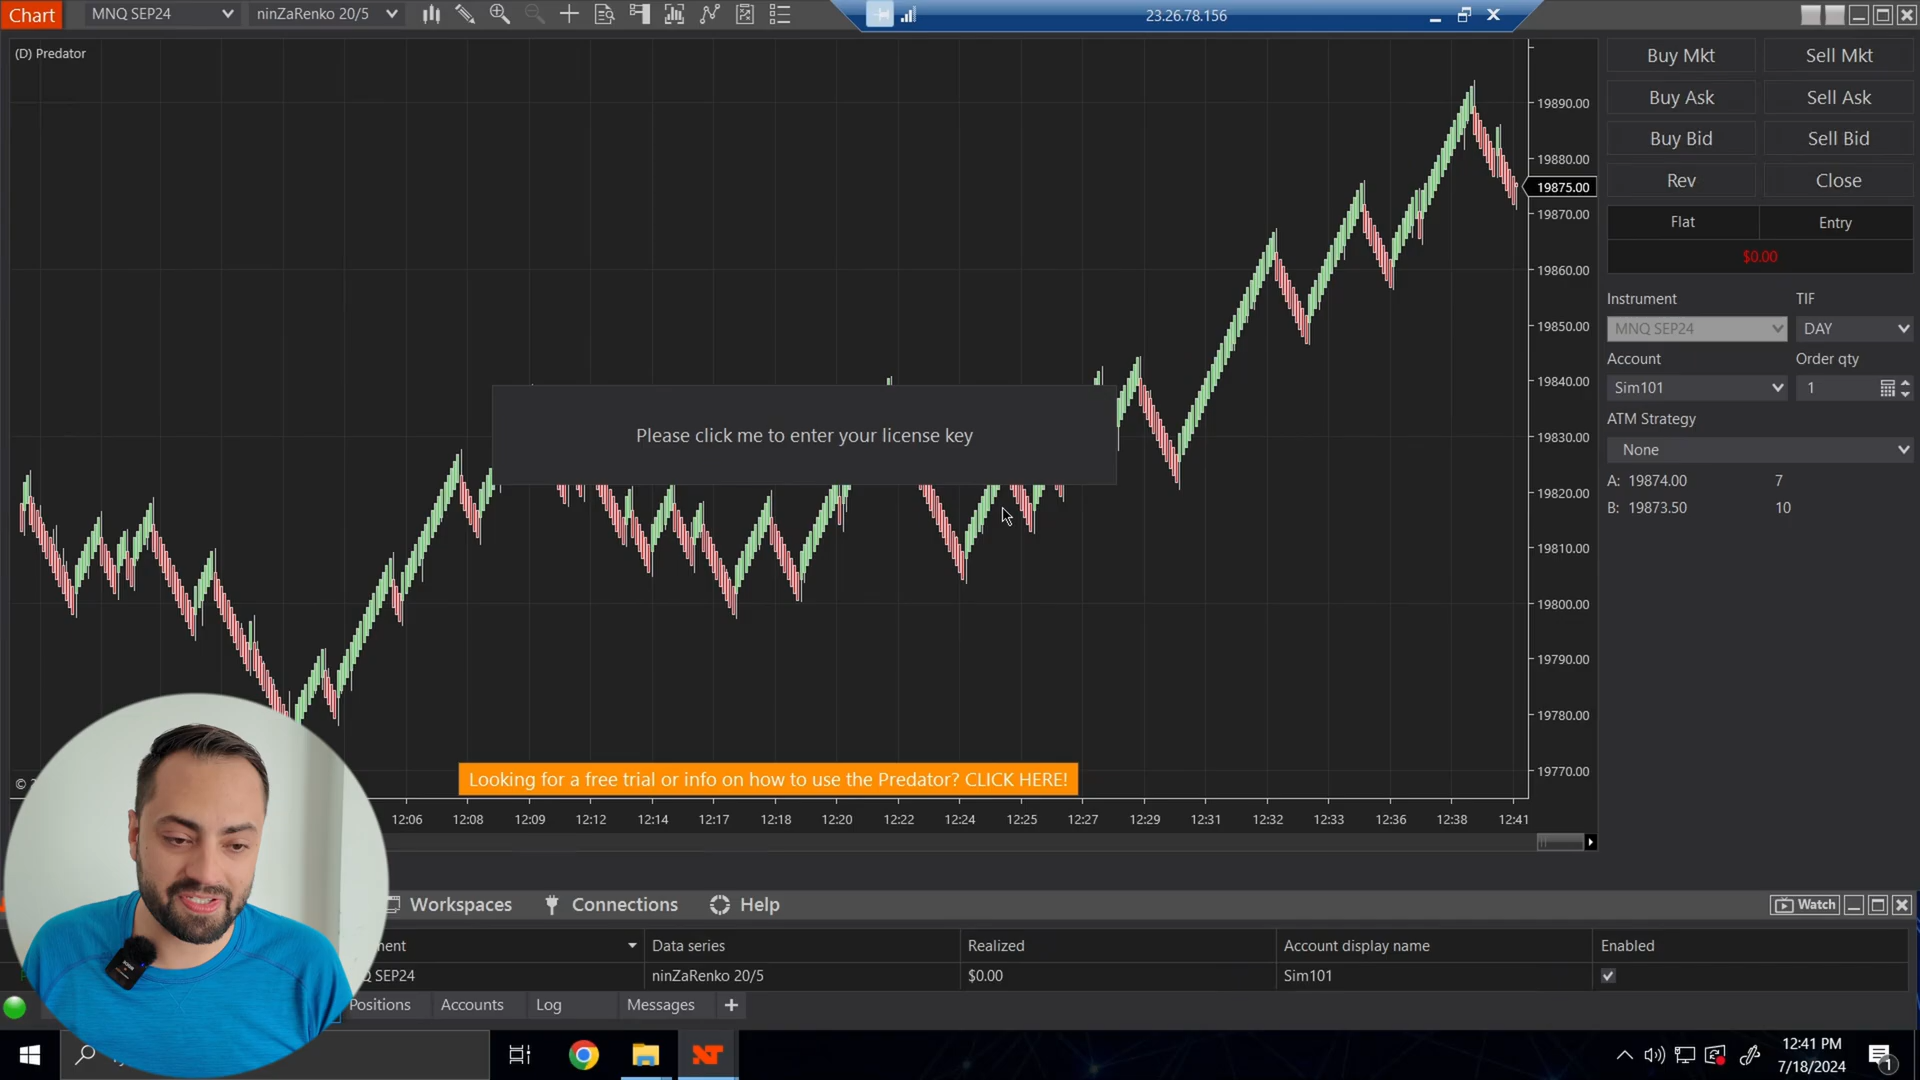 Chart MNQ SEP24 ninZaRenko 20/5 23.26.78.156
(D) Predator
Buy Mkt Sell Mkt
Buy Ask Sell Ask
Buy Bid Sell Bid
Rev Close
Flat Entry
$0.00
Instrument TIF
MNQ SEP24 DAY
Account Order qty
Sim101 1
ATM Strategy
None
A: 19874.00 7
B: 19873.50 10
19890.00
19880.00
19875.00
19870.00
19860.00
19850.00
19840.00
19830.00
19820.00
19810.00
19800.00
19790.00
19780.00
19770.00
Please click me to enter your license key
Looking for a free trial or info on how to use the Predator? CLICK HERE!
©
12:06 12:08 12:09 12:12 12:14 12:17 12:18 12:20 12:22 12:24 12:25 12:27 12:29 12:31 12:32 12:33 12:36 12:38 12:41
Workspaces Connections Help Watch
Data series Realized Account display name Enabled
SEP24 ninZaRenko 20/5 $0.00 Sim101
Positions Accounts Log Messages +
12:41 PM
7/18/2024
1